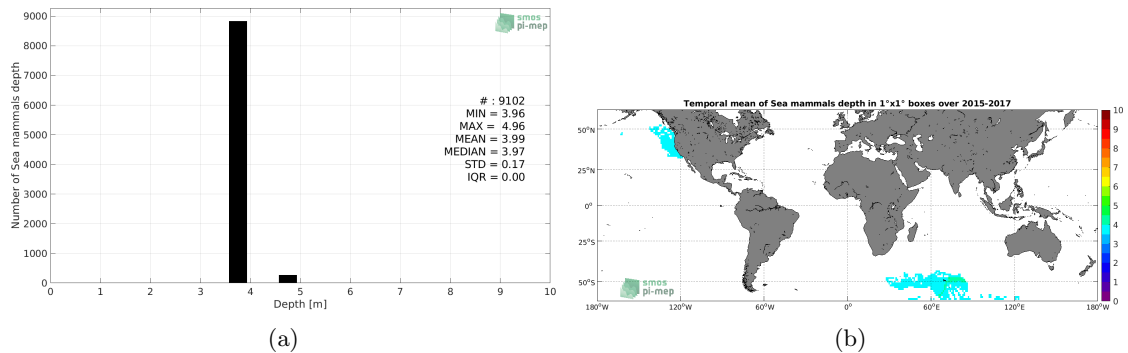 9000
8000
7000
6000
5000
4000
3000
2000
1000
0
Number of Sea mammals depth
smos
pi-mep
# : 9102
MIN = 3.96
MAX = 4.96
MEAN = 3.99
MEDIAN = 3.97
STD = 0.17
IQR = 0.00
0 1 2 3 4 5 6 7 8 9 10
Depth [m]
(a)
Temporal mean of Sea mammals depth in 1°x1° boxes over 2015-2017
50°N
25°N
0°
25°S
50°S
smos
pi-mep
180°W 120°W 60°W 0° 60°E 120°E 180°E
10
9
8
7
6
5
4
3
2
1
0
(b)